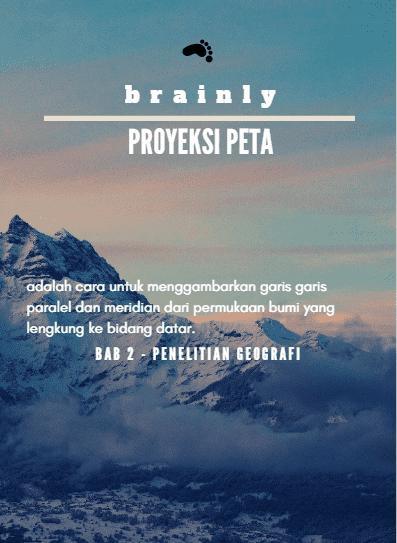 brainly
PROYEKSI PETA
adalah cara untuk menggambarkan garis garis
paralel dan meridian dari permukaan bumi yang
lengkung ke bidang datar.
BAB 2 - PENELITIAN GEOGRAFI